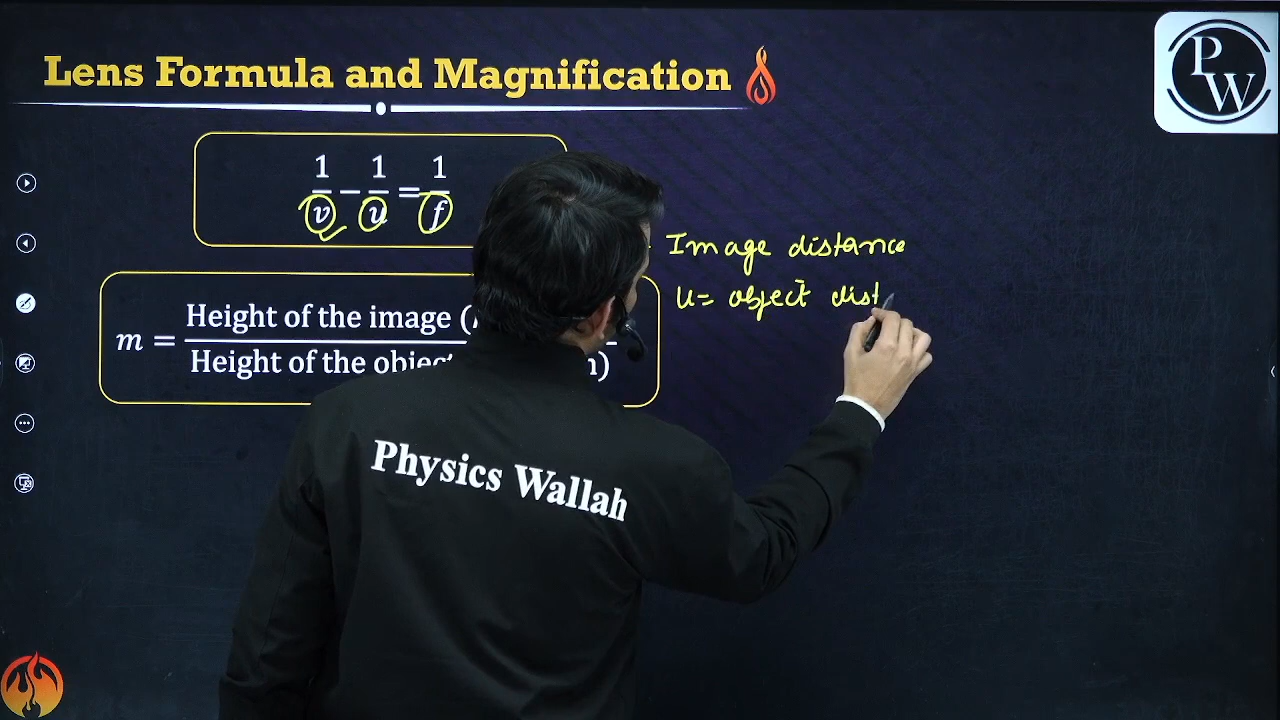 Lens Formula and Magnification
PW
1/v − 1/u = 1/f
Image distance
u= object dist
m = Height of the image ( / Height of the objec
Physics Wallah